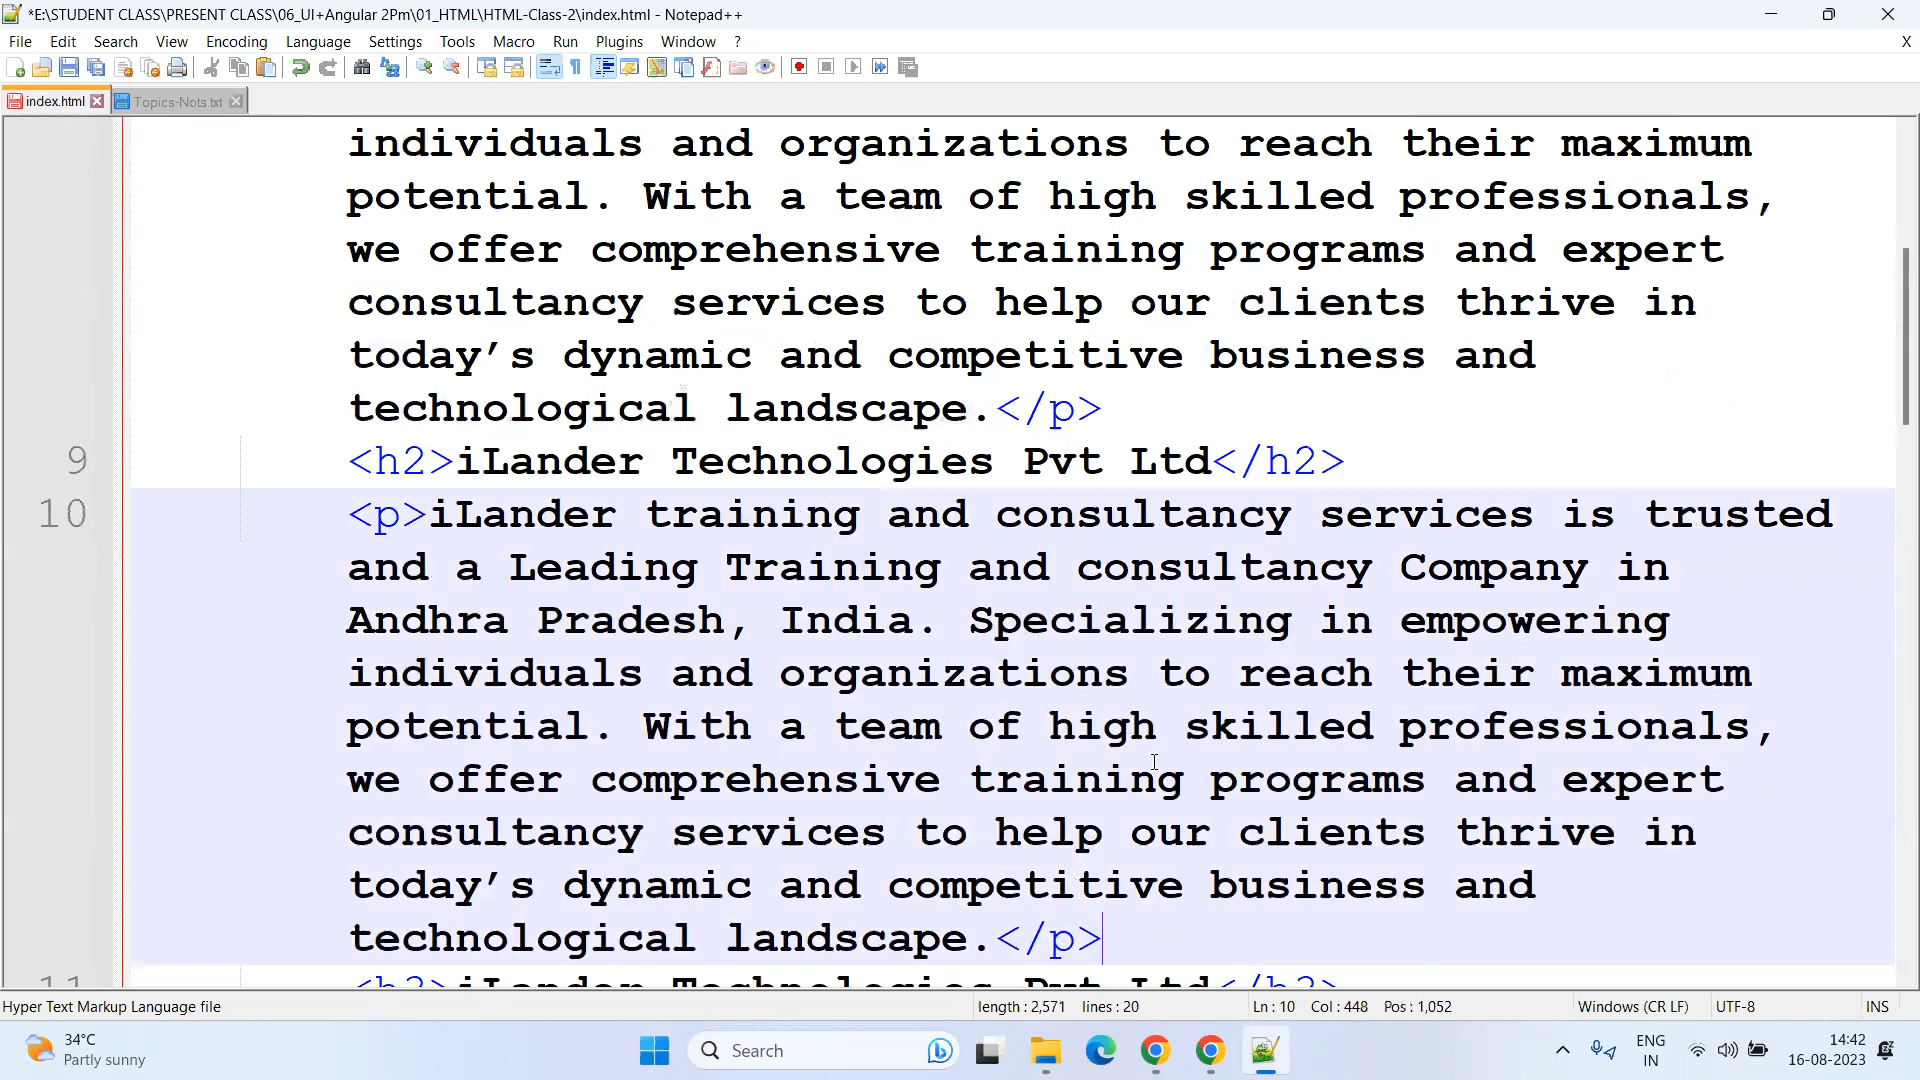 *E:\STUDENT CLASS\PRESENT CLASS\06_UI+Angular 2Pm\01_HTML\HTML-Class-2\index.html - Notepad++
File Edit Search View Encoding Language Settings Tools Macro Run Plugins Window ? X
index.html Topics-Nots.txt
individuals and organizations to reach their maximum
potential. With a team of high skilled professionals,
we offer comprehensive training programs and expert
consultancy services to help our clients thrive in
today’s dynamic and competitive business and
technological landscape.</p>
9 <h2>iLander Technologies Pvt Ltd</h2>
10 <p>iLander training and consultancy services is trusted
and a Leading Training and consultancy Company in
Andhra Pradesh, India. Specializing in empowering
individuals and organizations to reach their maximum
potential. With a team of high skilled professionals,
we offer comprehensive training programs and expert
consultancy services to help our clients thrive in
today’s dynamic and competitive business and
technological landscape.</p>
11 iLander Technologies Pvt Ltd
Hyper Text Markup Language file length : 2,571 lines : 20 Ln : 10 Col : 448 Pos : 1,052 Windows (CR LF) UTF-8 INS
34°C
Partly sunny
Search
ENG
IN
14:42
16-08-2023